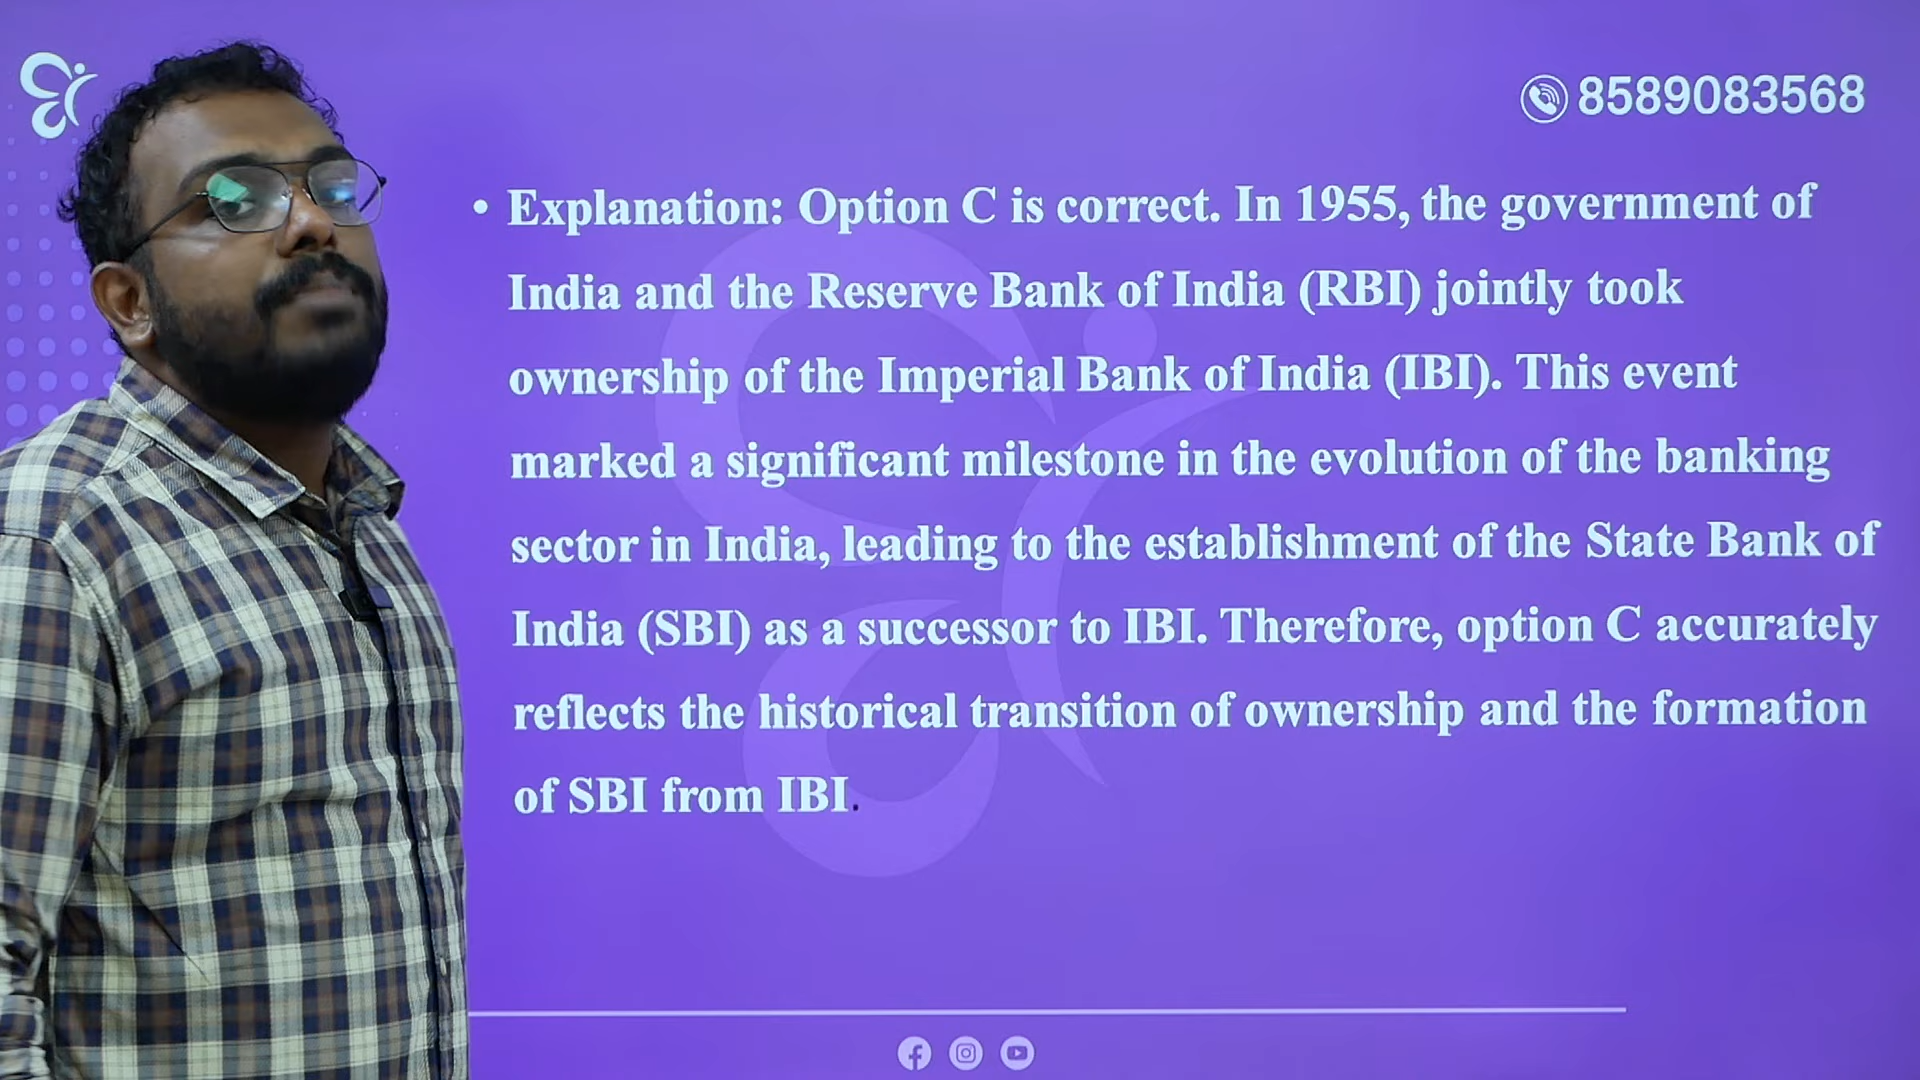 8589083568
• Explanation: Option C is correct. In 1955, the government of
India and the Reserve Bank of India (RBI) jointly took
ownership of the Imperial Bank of India (IBI). This event
marked a significant milestone in the evolution of the banking
sector in India, leading to the establishment of the State Bank of
India (SBI) as a successor to IBI. Therefore, option C accurately
reflects the historical transition of ownership and the formation
of SBI from IBI.